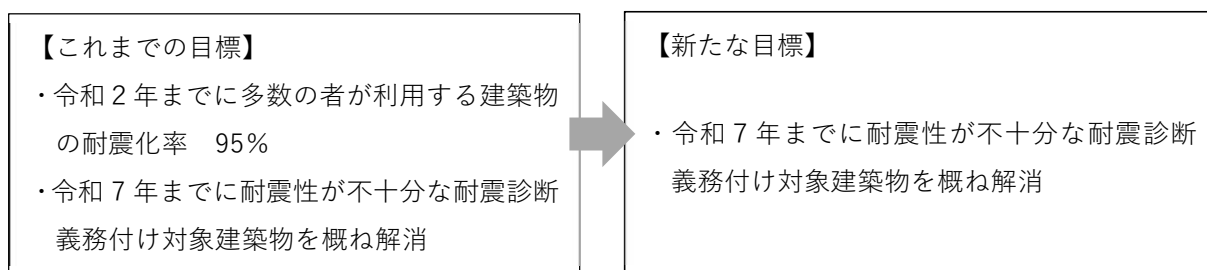 【これまでの目標】
・令和２年までに多数の者が利用する建築物
の耐震化率　95%
・令和７年までに耐震性が不十分な耐震診断
義務付け対象建築物を概ね解消
【新たな目標】
・令和７年までに耐震性が不十分な耐震診断
義務付け対象建築物を概ね解消